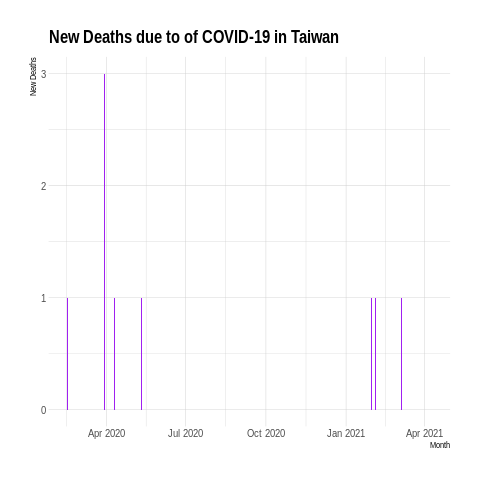 New Deaths due to of COVID-19 in Taiwan
New Deaths
3
2
1
0
Apr 2020 Jul 2020 Oct 2020 Jan 2021 Apr 2021
Month